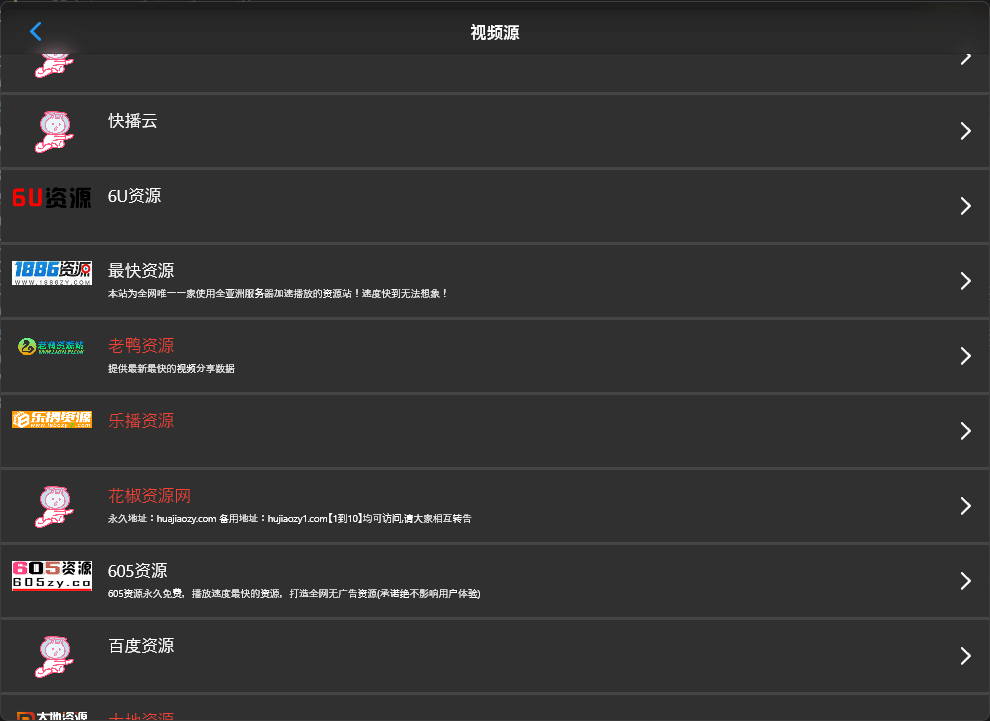 视频源
快播云
6U资源
6U资源
1886资源
WWW.1886ZY.COM
最快资源
本站为全网唯一一家使用全亚洲服务器加速播放的资源站！速度快到无法想象！
老鸭资源站
老鸭资源
提供最新最快的视频分享数据
乐播资源
www.lebozy.com
乐播资源
花椒资源网
永久地址：huajiaozy.com 备用地址：hujiaozy1.com【1到10】均可访问,请大家相互转告
605资源
605zy.co
605资源
605资源永久免费，播放速度最快的资源，打造全网无广告资源(承诺绝不影响用户体验)
百度资源
大地资源
大地资源